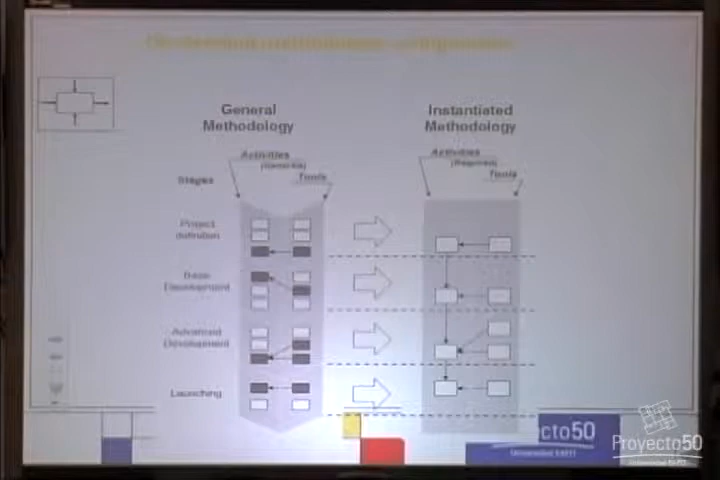 General
Methodology
Instantiated
Methodology
Activities
(Generic)
Tools
Activities
(Required)
Tools
Stages
Project
definition
Basic
Development
Advanced
Development
Launching
cto50
Proyecto50